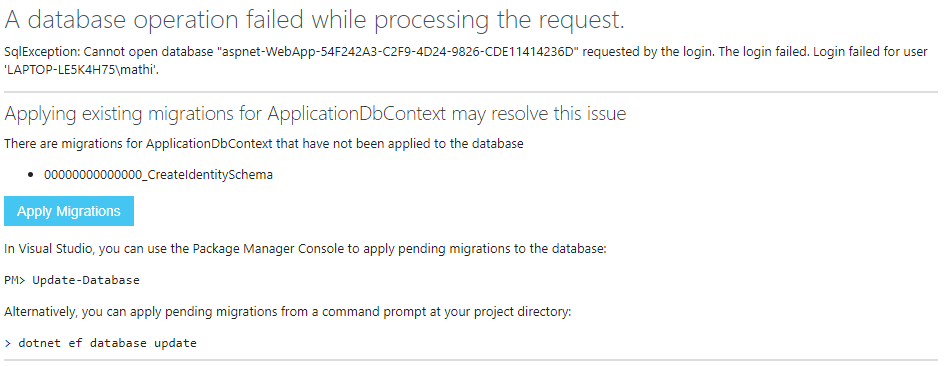 A database operation failed while processing the request.
SqlException: Cannot open database "aspnet-WebApp-54F242A3-C2F9-4D24-9826-CDE11414236D" requested by the login. The login failed. Login failed for user
'LAPTOP-LE5K4H75\mathi'.
Applying existing migrations for ApplicationDbContext may resolve this issue
There are migrations for ApplicationDbContext that have not been applied to the database
• 00000000000000_CreateIdentitySchema
Apply Migrations
In Visual Studio, you can use the Package Manager Console to apply pending migrations to the database:
PM> Update-Database
Alternatively, you can apply pending migrations from a command prompt at your project directory:
> dotnet ef database update